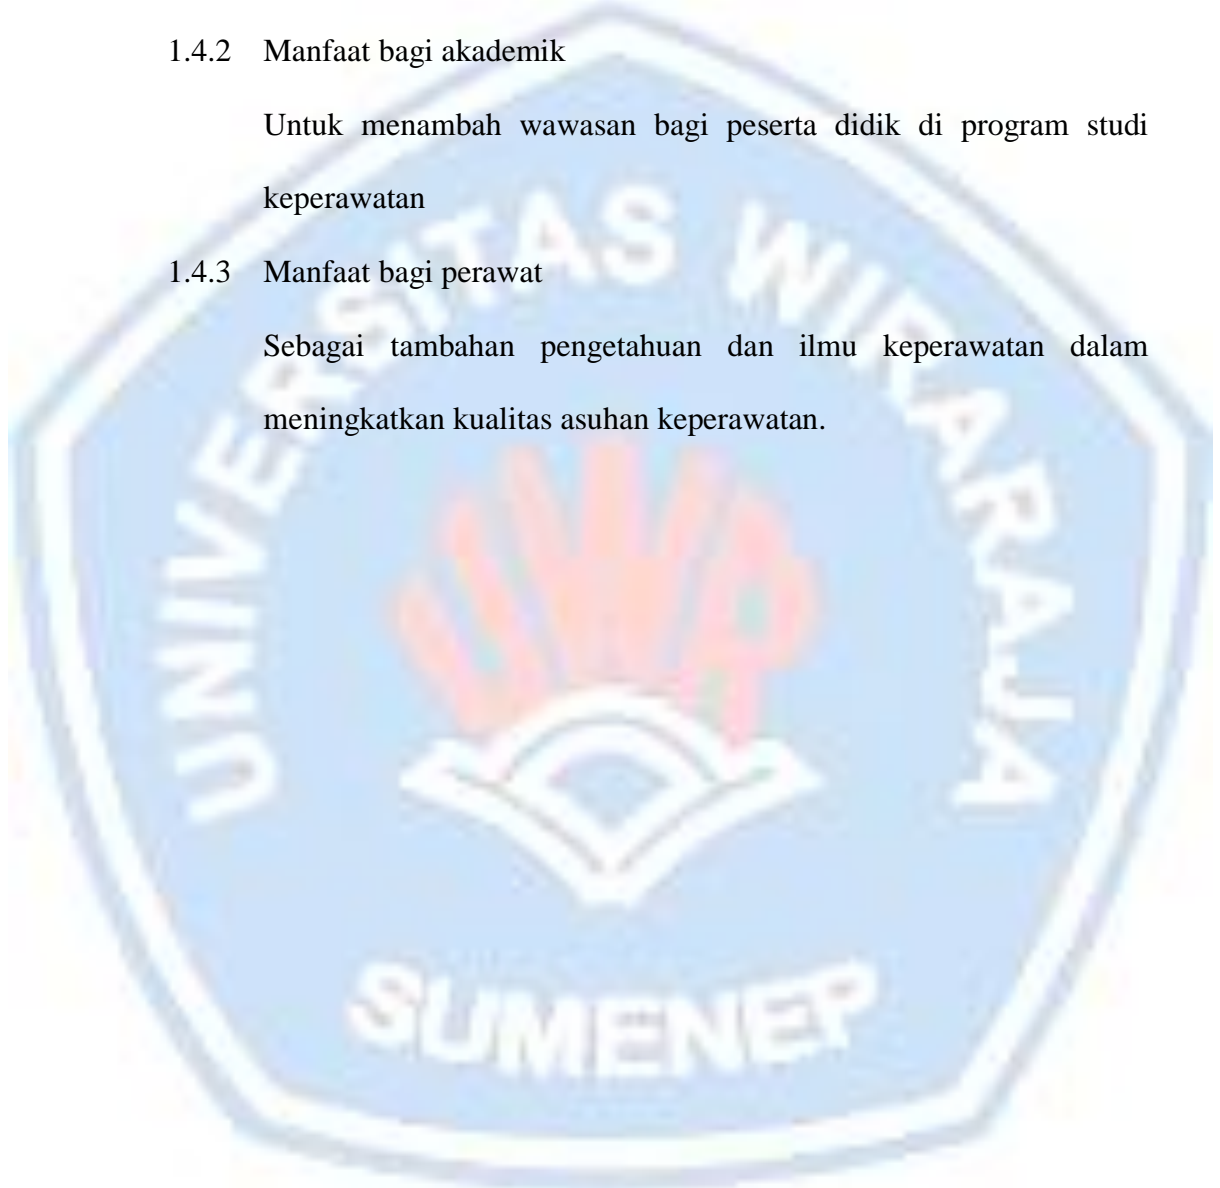 1.4.2 Manfaat bagi akademik
Untuk menambah wawasan bagi peserta didik di program studi
keperawatan
1.4.3 Manfaat bagi perawat
Sebagai tambahan pengetahuan dan ilmu keperawatan dalam
meningkatkan kualitas asuhan keperawatan.
UNIVERSITAS WIRARAJA
UWR
SUMENEP